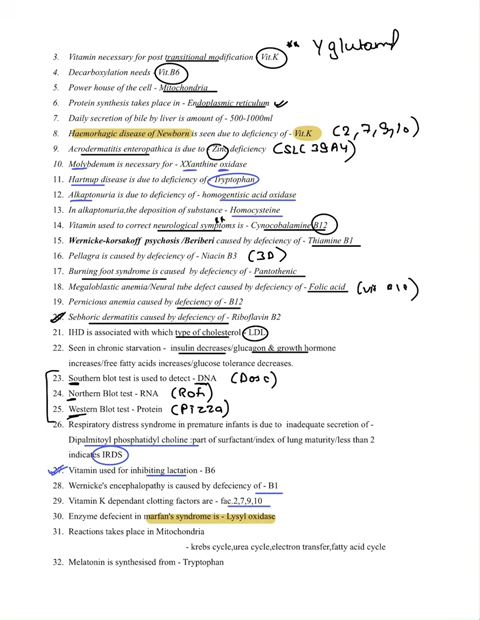 ** γ glutamyl
3. Vitamin necessary for post transitional modification - Vit.K
4. Decarboxylation needs - Vit.B6
5. Power house of the cell - Mitochondria
6. Protein synthesis takes place in - Endoplasmic reticulum
7. Daily secretion of bile by liver is amount of - 500-1000ml
8. Haemorhagic disease of Newborn is seen due to deficiency of - Vit.K (2,7,9,10)
9. Acrodermatitis enteropathica is due to - Zinc deficiency (SLC39A4)
10. Molybdenum is necessary for - XXanthine oxidase
11. Hartnup disease is due to deficiency of - Tryptophan
12. Alkaptonuria is due to deficiency of - homogentisic acid oxidase
13. In alkaptonuria,the deposition of substance - Homocysteine
14. Vitamin used to correct neurological symptoms is - Cynocobalamine B12
15. Wernicke-korsakoff psychosis /Beriberi caused by deficiency of - Thiamine B1
16. Pellagra is caused by deficiency of - Niacin B3 (3D)
17. Burning foot syndrome is caused by deficiency of - Pantothenic
18. Megaloblastic anemia/Neural tube defect caused by deficiency of - Folic acid (Vit B12)
19. Pernicious anemia caused by deficiency of - B12
20. Sebhoric dermatitis caused by deficiency of - Riboflavin B2
21. IHD is associated with which type of cholesterol - LDL
22. Seen in chronic starvation - insulin decreases/glucagon & growth hormone
increases/free fatty acids increases/glucose tolerance decreases.
23. Southern blot test is used to detect - DNA (Dosc)
24. Northern Blot test - RNA (Roti)
25. Western Blot test - Protein (Pizza)
26. Respiratory distress syndrome in premature infants is due to inadequate secretion of -
Dipalmitoyl phosphatidyl choline :part of surfactant/index of lung maturity/less than 2
indicates IRDS
27. Vitamin used for inhibiting lactation - B6
28. Wernicke's encephalopathy is caused by deficiency of - B1
29. Vitamin K dependant clotting factors are - fac.2,7,9,10
30. Enzyme defecient in marfan's syndrome is - Lysyl oxidase
31. Reactions takes place in Mitochondria
- krebs cycle,urea cycle,electron transfer,fatty acid cycle
32. Melatonin is synthesised from - Tryptophan